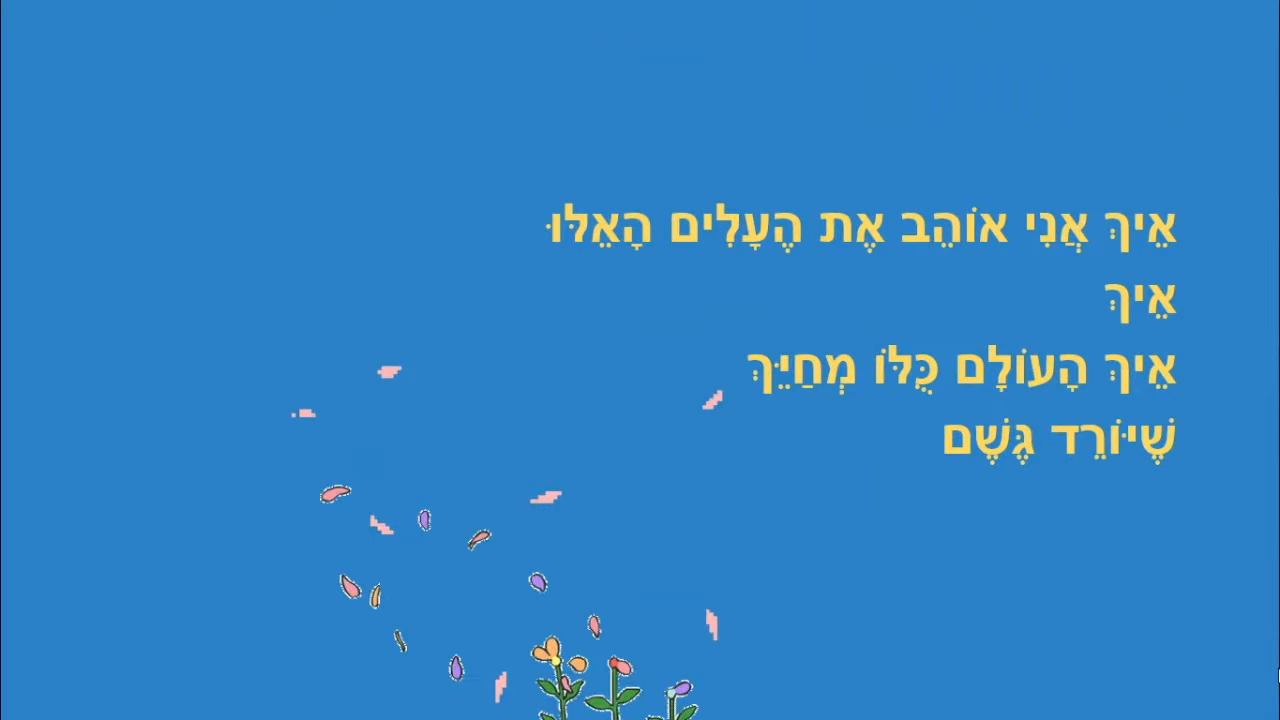 אֵיךְ אֲנִי אוֹהֵב אֶת הֶעָלִים הָאֵלּוּ
אֵיךְ
אֵיךְ הָעוֹלָם כֻּלּוֹ מְחַיֵּךְ
שֶׁיּוֹרֵד גֶּשֶׁם